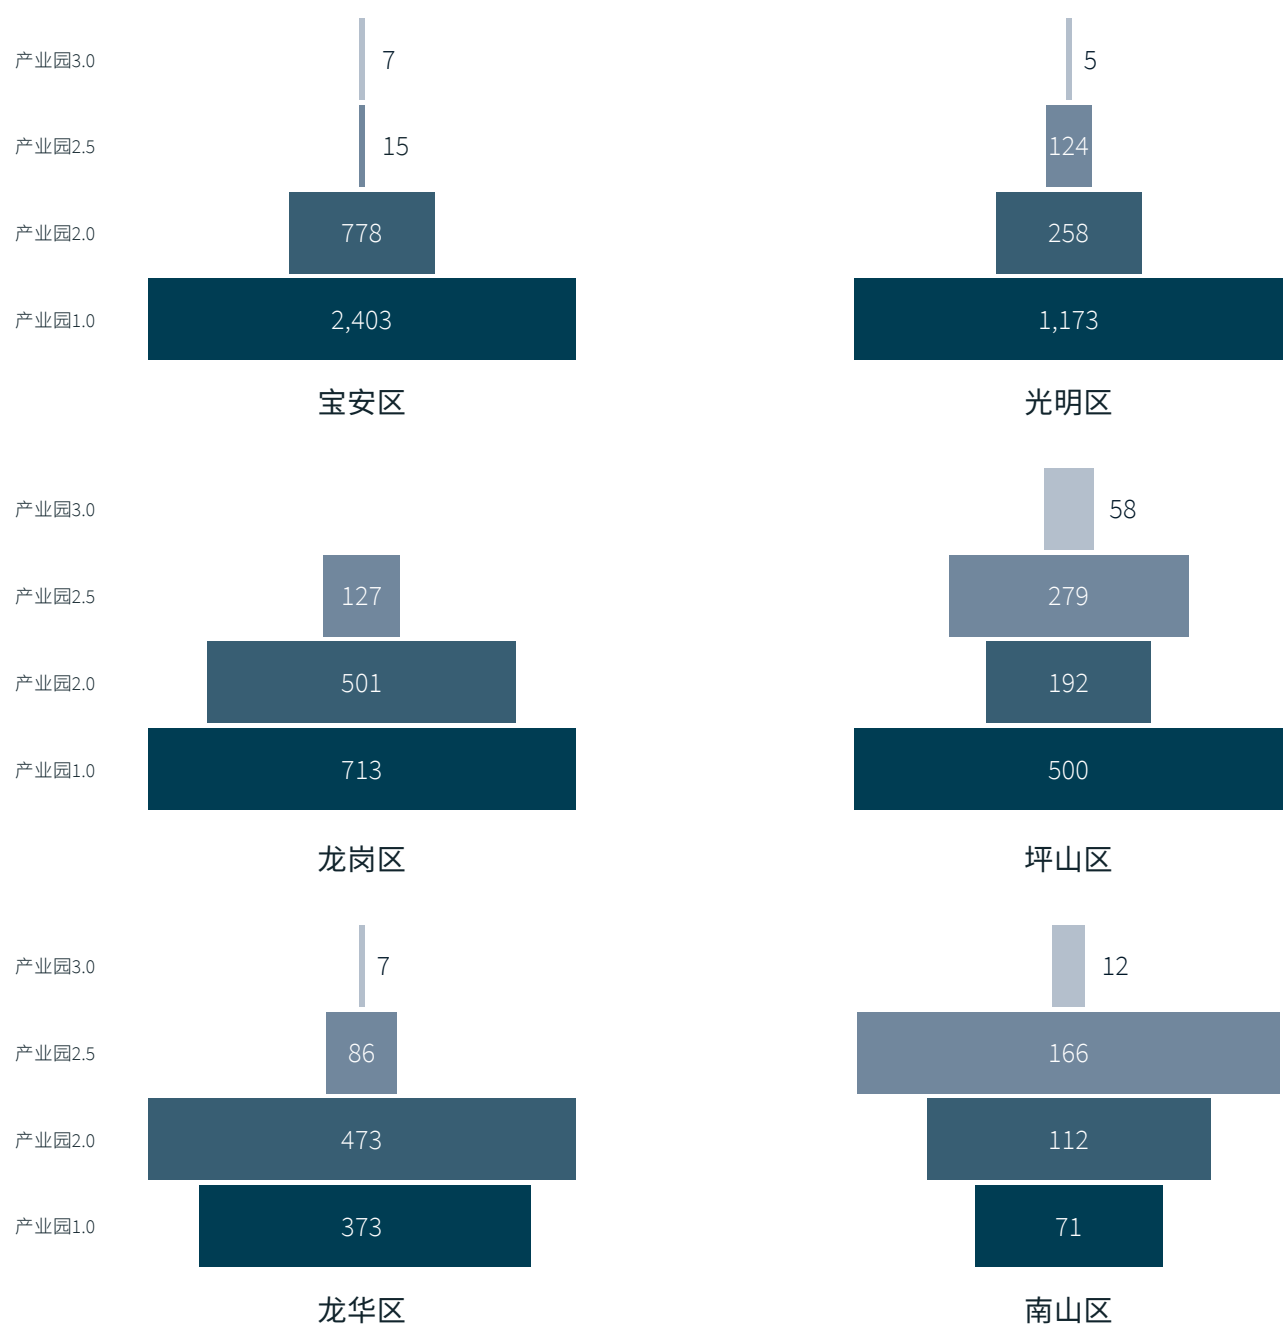 产业园3.0 7 5
产业园2.5 15 124
产业园2.0 778 258
产业园1.0 2,403 1,173
宝安区 光明区
产业园3.0 58
产业园2.5 127 279
产业园2.0 501 192
产业园1.0 713 500
龙岗区 坪山区
产业园3.0 7 12
产业园2.5 86 166
产业园2.0 473 112
产业园1.0 373 71
龙华区 南山区